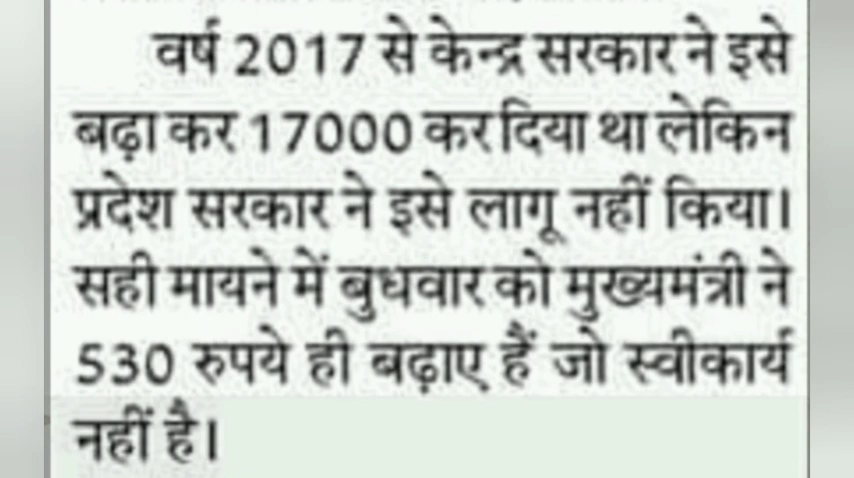 वर्ष 2017 से केन्द्र सरकार ने इसे
बढ़ा कर 17000 कर दिया था लेकिन
प्रदेश सरकार ने इसे लागू नहीं किया।
सही मायने में बुधवार को मुख्यमंत्री ने
530 रुपये ही बढ़ाए हैं जो स्वीकार्य
नहीं है।